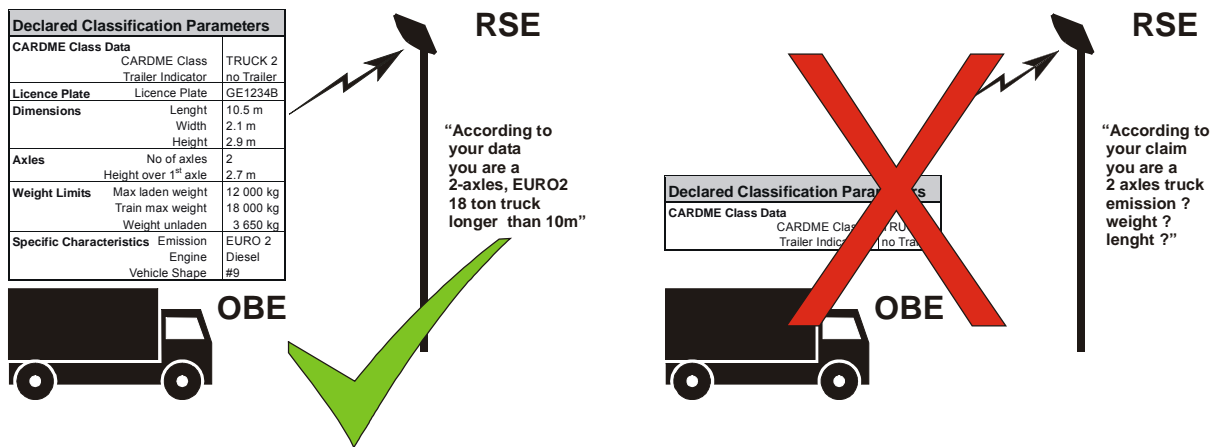 Declared Classification Parameters
CARDME Class Data
CARDME Class TRUCK 2
Trailer Indicator no Trailer
Licence Plate Licence Plate GE1234B
Dimensions Lenght 10.5 m
Width 2.1 m
Height 2.9 m
Axles No of axles 2
Height over 1st axle 2.7 m
Weight Limits Max laden weight 12 000 kg
Train max weight 18 000 kg
Weight unladen 3 650 kg
Specific Characteristics Emission EURO 2
Engine Diesel
Vehicle Shape #9
OBE
RSE
“According to
your data
you are a
2-axles, EURO2
18 ton truck
longer than 10m”
Declared Classification
CARDME Class Data
CARDME
Trailer no
OBE
RSE
“According to
your claim
you are a
2 axles truck
emission ?
weight ?
lenght ?”